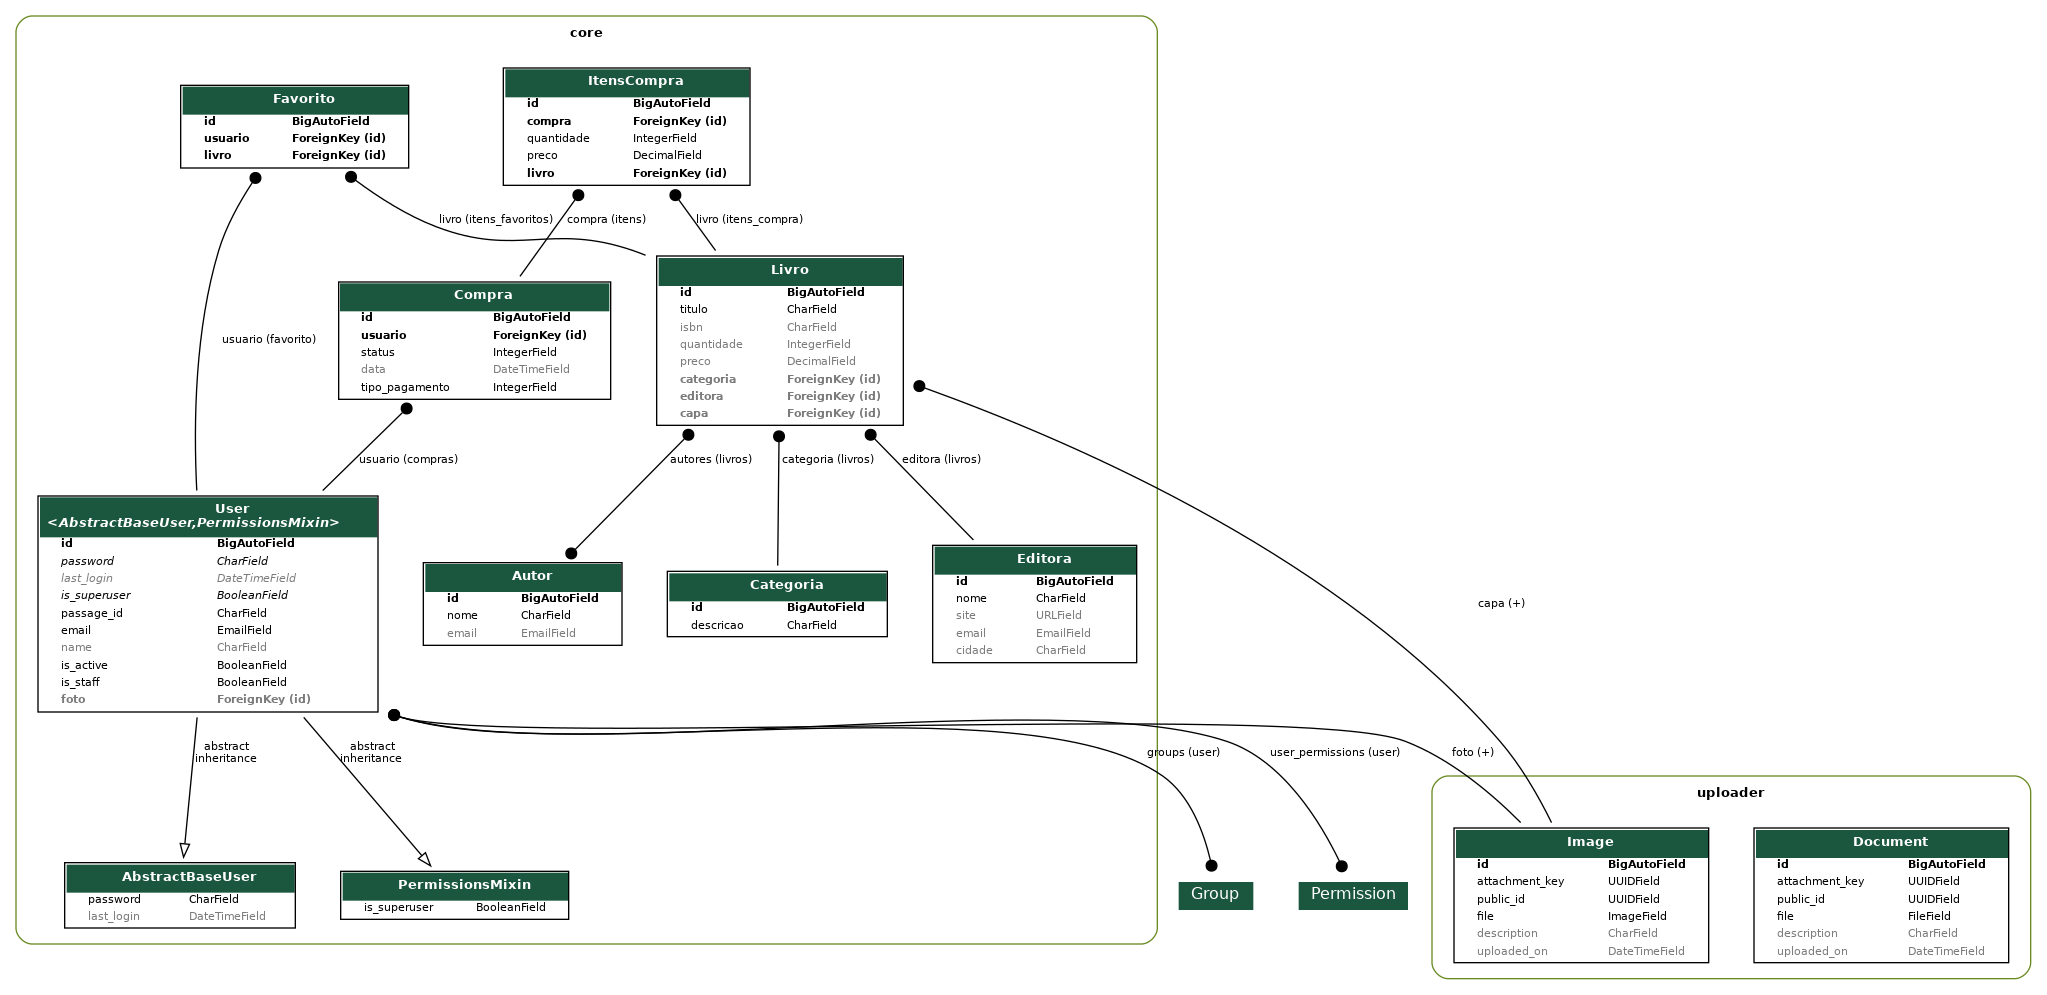 core
Favorito
id BigAutoField
usuario ForeignKey (id)
livro ForeignKey (id)
ItensCompra
id BigAutoField
compra ForeignKey (id)
quantidade IntegerField
preco DecimalField
livro ForeignKey (id)
livro (itens_favoritos)
compra (itens)
livro (itens_compra)
Compra
id BigAutoField
usuario ForeignKey (id)
status IntegerField
data DateTimeField
tipo_pagamento IntegerField
Livro
id BigAutoField
titulo CharField
isbn CharField
quantidade IntegerField
preco DecimalField
categoria ForeignKey (id)
editora ForeignKey (id)
capa ForeignKey (id)
usuario (favorito)
usuario (compras)
autores (livros)
categoria (livros)
editora (livros)
User
<AbstractBaseUser,PermissionsMixin>
id BigAutoField
password CharField
last_login DateTimeField
is_superuser BooleanField
passage_id CharField
email EmailField
name CharField
is_active BooleanField
is_staff BooleanField
foto ForeignKey (id)
Autor
id BigAutoField
nome CharField
email EmailField
Categoria
id BigAutoField
descricao CharField
Editora
id BigAutoField
nome CharField
site URLField
email EmailField
cidade CharField
capa (+)
abstract
inheritance
abstract
inheritance
groups (user)
user_permissions (user)
foto (+)
AbstractBaseUser
password CharField
last_login DateTimeField
PermissionsMixin
is_superuser BooleanField
Group
Permission
uploader
Image
id BigAutoField
attachment_key UUIDField
public_id UUIDField
file ImageField
description CharField
uploaded_on DateTimeField
Document
id BigAutoField
attachment_key UUIDField
public_id UUIDField
file FileField
description CharField
uploaded_on DateTimeField